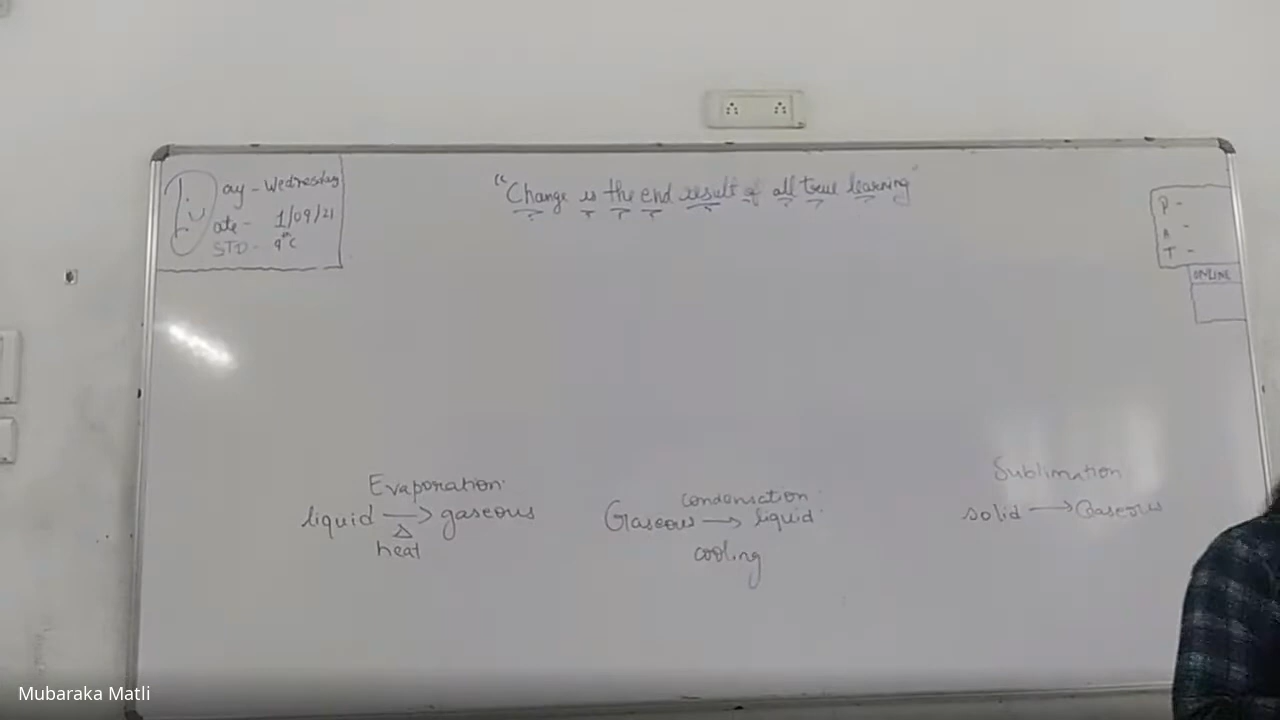 Day - Wednesday
Date - 1/09/21
STD - 9th C
"Change is the end result of all true learning"
P -
A -
T -
ONLINE
Evaporation
liquid → gaseous
Δ
heat
condensation
Gaseous → liquid
cooling
Sublimation
solid → Gaseous
Mubaraka Matli